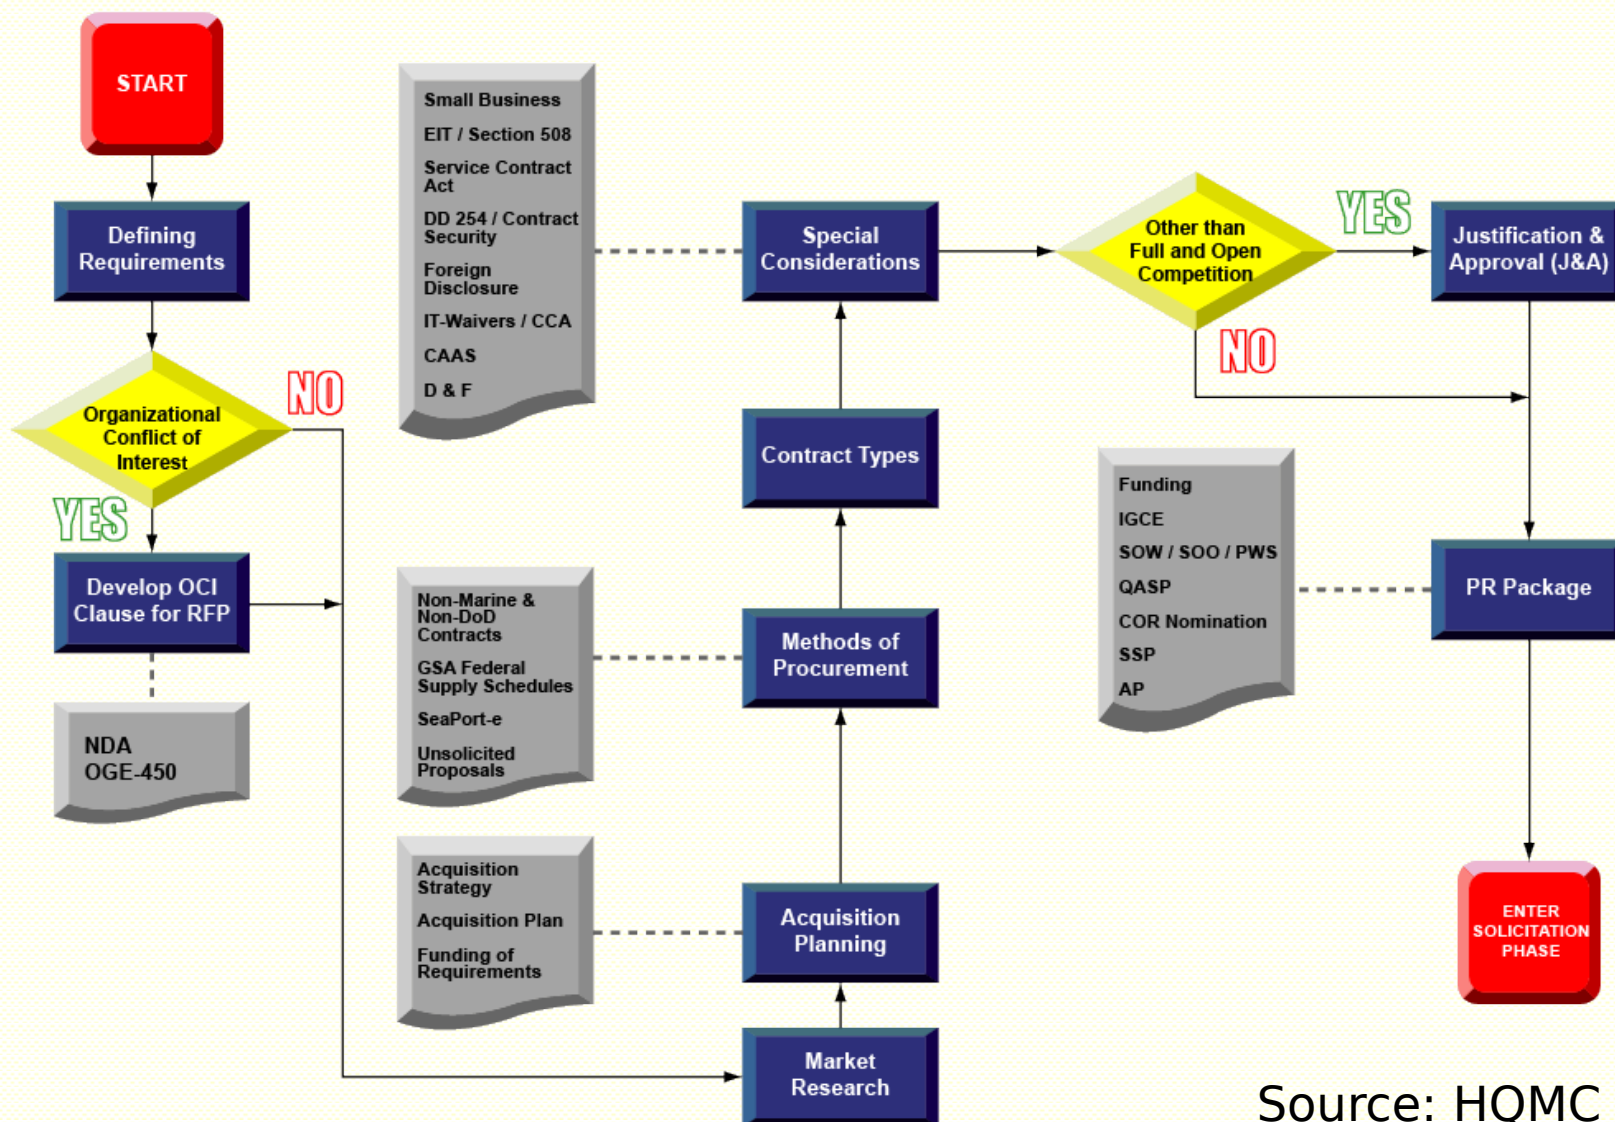 START
Defining
Requirements
Organizational
Conflict of
Interest
NO
YES
Develop OCI
Clause for RFP
NDA
OGE-450
Small Business
EIT / Section 508
Service Contract
Act
DD 254 / Contract
Security
Foreign
Disclosure
IT-Waivers / CCA
CAAS
D & F
Non-Marine &
Non-DoD
Contracts
GSA Federal
Supply Schedules
SeaPort-e
Unsolicited
Proposals
Acquisition
Strategy
Acquisition Plan
Funding of
Requirements
Market
Research
Acquisition
Planning
Methods of
Procurement
Contract Types
Special
Considerations
Other than
Full and Open
Competition
YES
NO
Justification &
Approval (J&A)
Funding
IGCE
SOW / SOO / PWS
QASP
COR Nomination
SSP
AP
PR Package
ENTER
SOLICITATION
PHASE
Source: HQMC